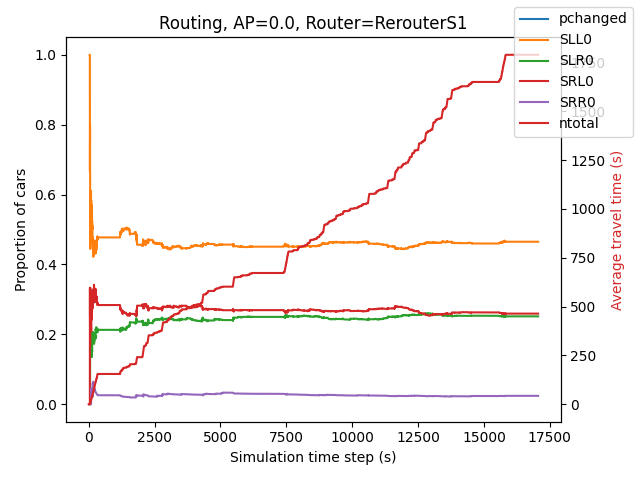 Routing, AP=0.0, Router=RerouterS1
pchanged
SLL0
SLR0
SRL0
SRR0
ntotal
Proportion of cars
1.0
0.8
0.6
0.4
0.2
0.0
0
2500
5000
7500
10000
12500
15000
17500
Simulation time step (s)
1750
1500
1250
1000
750
500
250
0
Average travel time (s)